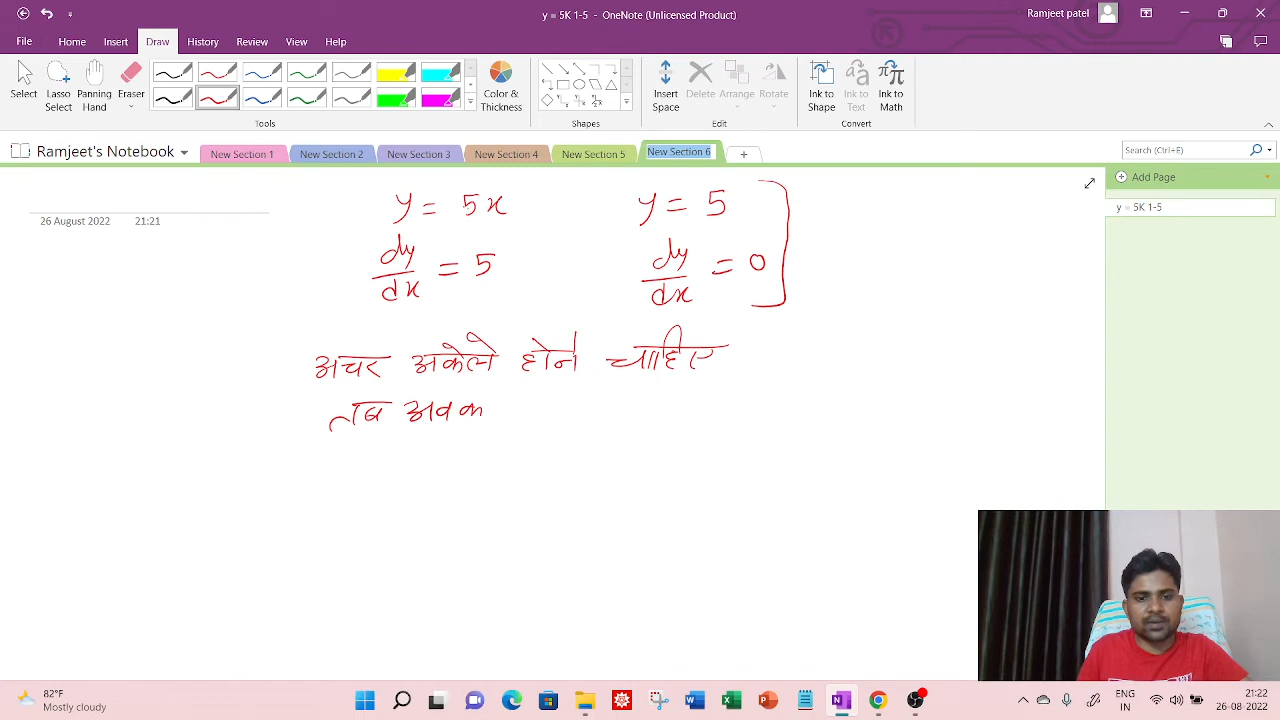 y = 5K 1-5 - OneNote (Unlicensed Product)
Ramjeet patel
File Home Insert Draw History Review View Help
Select Lasso Select Panning Hand Eraser Color & Thickness Insert Space Delete Arrange Rotate Ink to Shape Ink to Text Ink to Math
Tools Shapes Edit Convert
Ramjeet's Notebook New Section 1 New Section 2 New Section 3 New Section 4 New Section 5 New Section 6 + Search (Ctrl+E)
Add Page
y = 5K 1-5
26 August 2022 21:21
y = 5x y = 5
dy/dx = 5 dy/dx = 0
अचर अकेले होने चाहिए
तब अवक
82°F
Mostly cloudy
ENG
IN
21:22
26-08-2022